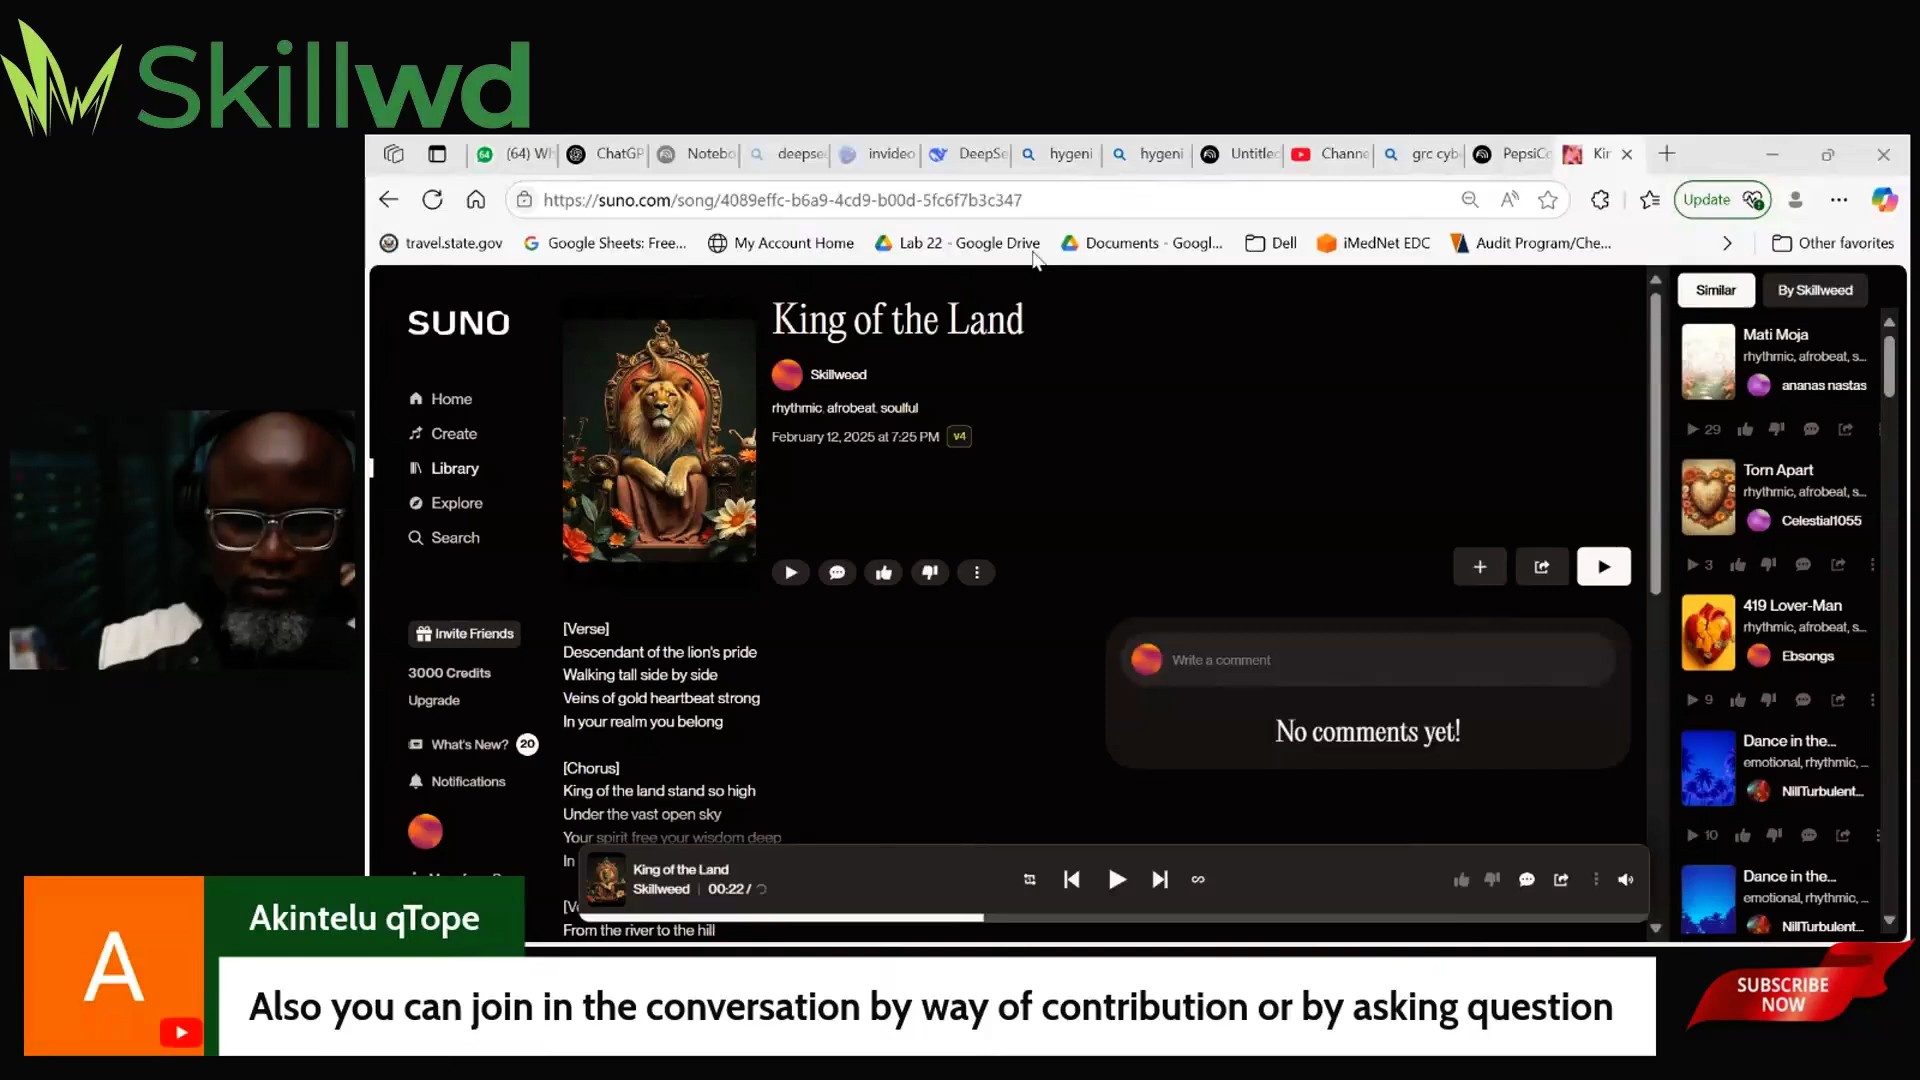 Skillwd
(64) Wh
ChatGP
Notebo
deepse
invideo
DeepSe
hygeni
hygeni
Untitled
Channe
grc cyb
PepsiCo
Kin
https://suno.com/song/4089effc-b6a9-4cd9-b00d-5fc6f7b3c347
Update
travel.state.gov
Google Sheets: Free...
My Account Home
Lab 22 - Google Drive
Documents - Googl...
Dell
iMedNet EDC
Audit Program/Che...
Other favorites
SUNO
Home
Create
Library
Explore
Search
Invite Friends
3000 Credits
Upgrade
What's New? 20
Notifications
King of the Land
Skillweed
rhythmic, afrobeat, soulful
February 12, 2025 at 7:25 PM v4
[Verse]
Descendant of the lion's pride
Walking tall side by side
Veins of gold heartbeat strong
In your realm you belong
[Chorus]
King of the land stand so high
Under the vast open sky
Your spirit free your wisdom deep
In
[Ve
From the river to the hill
Write a comment
No comments yet!
Similar
By Skillweed
Mati Moja
rhythmic, afrobeat, s...
ananas nastas
29
Torn Apart
rhythmic, afrobeat, s...
Celestial1055
3
419 Lover-Man
rhythmic, afrobeat, s...
Ebsongs
9
Dance in the...
emotional, rhythmic, ...
NillTurbulent...
10
Dance in the...
emotional, rhythmic, ...
NillTurbulent...
King of the Land
Skillweed 00:22 /
A
Akintelu qTope
Also you can join in the conversation by way of contribution or by asking question
SUBSCRIBE
NOW